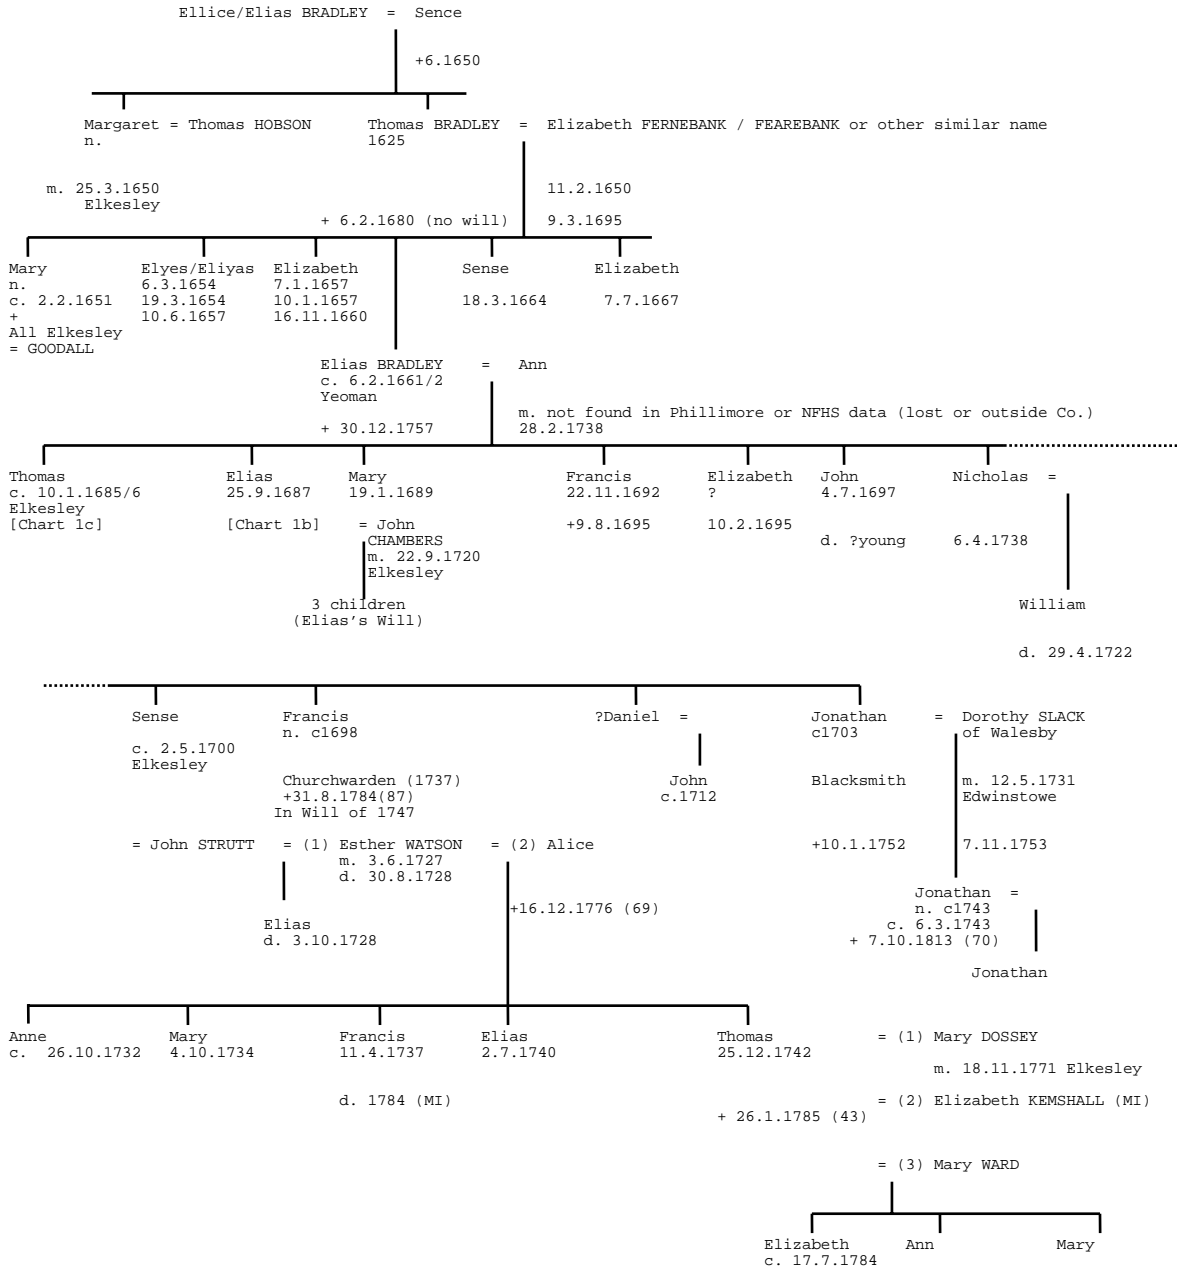 Ellice/Elias BRADLEY = Sence
+6.1650
Margaret = Thomas HOBSON Thomas BRADLEY = Elizabeth FERNEBANK / FEAREBANK or other similar name
n. 1625
m. 25.3.1650 11.2.1650
Elkesley
+ 6.2.1680 (no will) 9.3.1695
Mary Elyes/Eliyas Elizabeth Sense Elizabeth
n. 6.3.1654 7.1.1657
c. 2.2.1651 19.3.1654 10.1.1657 18.3.1664 7.7.1667
+ 10.6.1657 16.11.1660
All Elkesley
= GOODALL
Elias BRADLEY = Ann
c. 6.2.1661/2
Yeoman
m. not found in Phillimore or NFHS data (lost or outside Co.)
+ 30.12.1757 28.2.1738
Thomas Elias Mary Francis Elizabeth John Nicholas =
c. 10.1.1685/6 25.9.1687 19.1.1689 22.11.1692 ? 4.7.1697
Elkesley
[Chart 1c] [Chart 1b] = John +9.8.1695 10.2.1695
CHAMBERS d. ?young 6.4.1738
m. 22.9.1720
Elkesley
3 children William
(Elias's Will)
d. 29.4.1722
Sense Francis ?Daniel = Jonathan = Dorothy SLACK
n. c1698 c1703 of Walesby
c. 2.5.1700
Elkesley
Churchwarden (1737) John Blacksmith m. 12.5.1731
+31.8.1784(87) c.1712 Edwinstowe
In Will of 1747
= John STRUTT = (1) Esther WATSON = (2) Alice +10.1.1752 7.11.1753
m. 3.6.1727
d. 30.8.1728
Jonathan =
+16.12.1776 (69) n. c1743
Elias c. 6.3.1743
d. 3.10.1728 + 7.10.1813 (70)
Jonathan
Anne Mary Francis Elias Thomas = (1) Mary DOSSEY
c. 26.10.1732 4.10.1734 11.4.1737 2.7.1740 25.12.1742
m. 18.11.1771 Elkesley
d. 1784 (MI) = (2) Elizabeth KEMSHALL (MI)
+ 26.1.1785 (43)
= (3) Mary WARD
Elizabeth Ann Mary
c. 17.7.1784